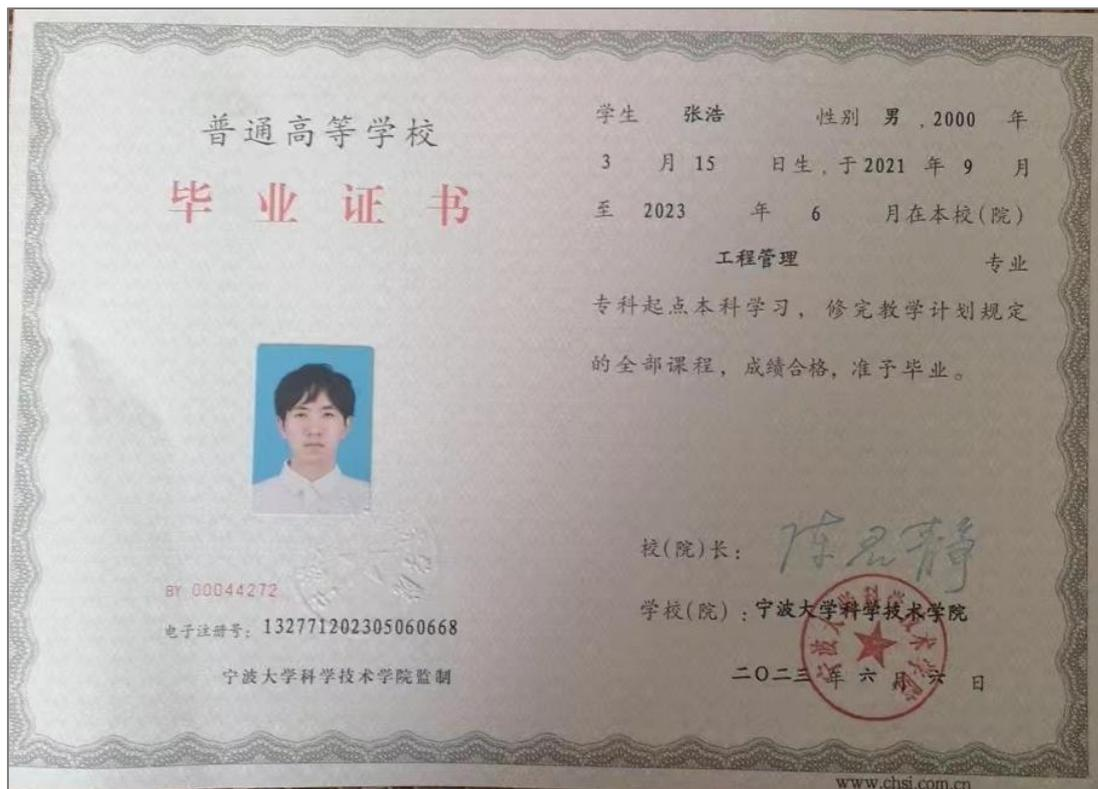 普通高等学校
毕业证书
BY 00044272
电子注册号: 132771202305060668
宁波大学科学技术学院监制
学生 张浩 性别 男 , 2000 年
3 月 15 日生, 于 2021 年 9 月
至 2023 年 6 月在本校(院)
工程管理 专业
专科起点本科学习, 修完教学计划规定
的全部课程, 成绩合格, 准予毕业。
校(院)长: 陈君静
学校(院): 宁波大学科学技术学院
二〇二三 年 六 月 六 日
www.chsi.com.cn